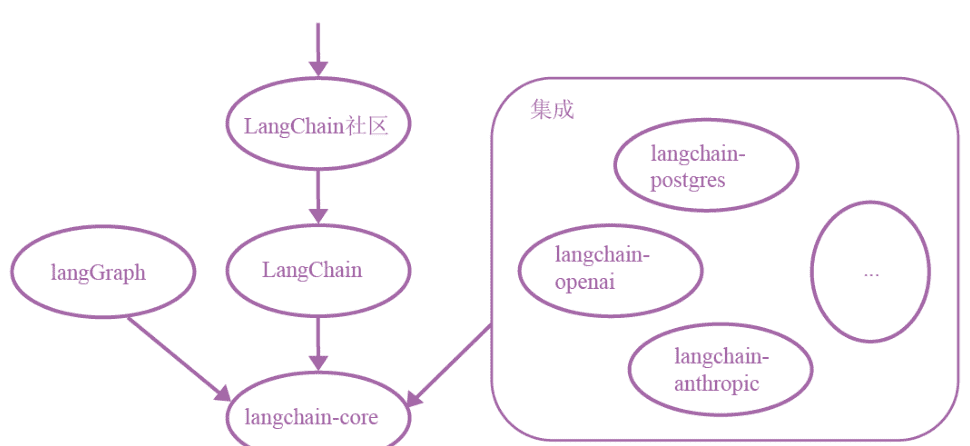 LangChain社区
集成
langchain-
postgres
langGraph
LangChain
langchain-
openai
...
langchain-
anthropic
langchain-core